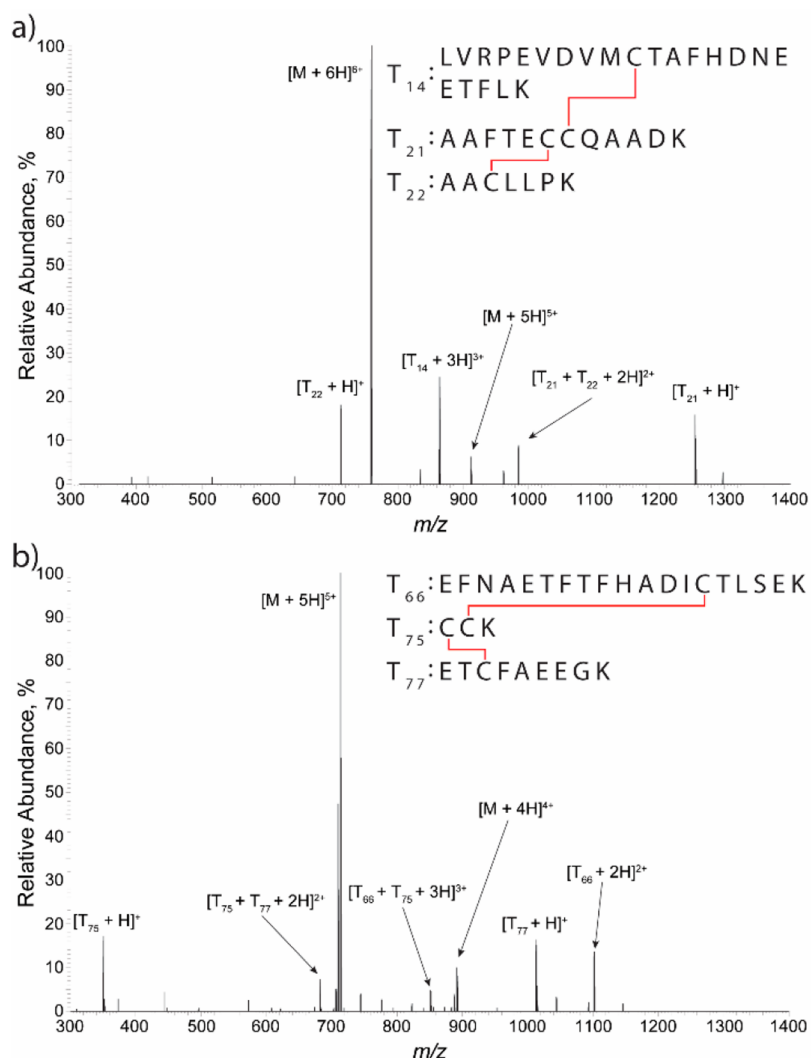 a)
100
90
80
70
60
50
40
30
20
10
0
Relative Abundance, %
[M + 6H]⁶⁺
[T₂₂ + H]⁺
[T₁₄ + 3H]³⁺
[M + 5H]⁵⁺
[T₂₁ + T₂₂ + 2H]²⁺
[T₂₁ + H]⁺
T₁₄: LVRPEVDVMCTAFHDNE
ETFLK
T₂₁: AAFTECCQAADK
T₂₂: AACLLPK
300 400 500 600 700 800 900 1000 1100 1200 1300 1400
m/z
b)
100
90
80
70
60
50
40
30
20
10
0
Relative Abundance, %
[M + 5H]⁵⁺
[T₇₅ + H]⁺
[T₇₅ + T₇₇ + 2H]²⁺
[T₆₆ + T₇₅ + 3H]³⁺
[M + 4H]⁴⁺
[T₇₇ + H]⁺
[T₆₆ + 2H]²⁺
T₆₆: EFNAETFTFHADICTLSEK
T₇₅: CCK
T₇₇: ETCFAEEGK
300 400 500 600 700 800 900 1000 1100 1200 1300 1400
m/z